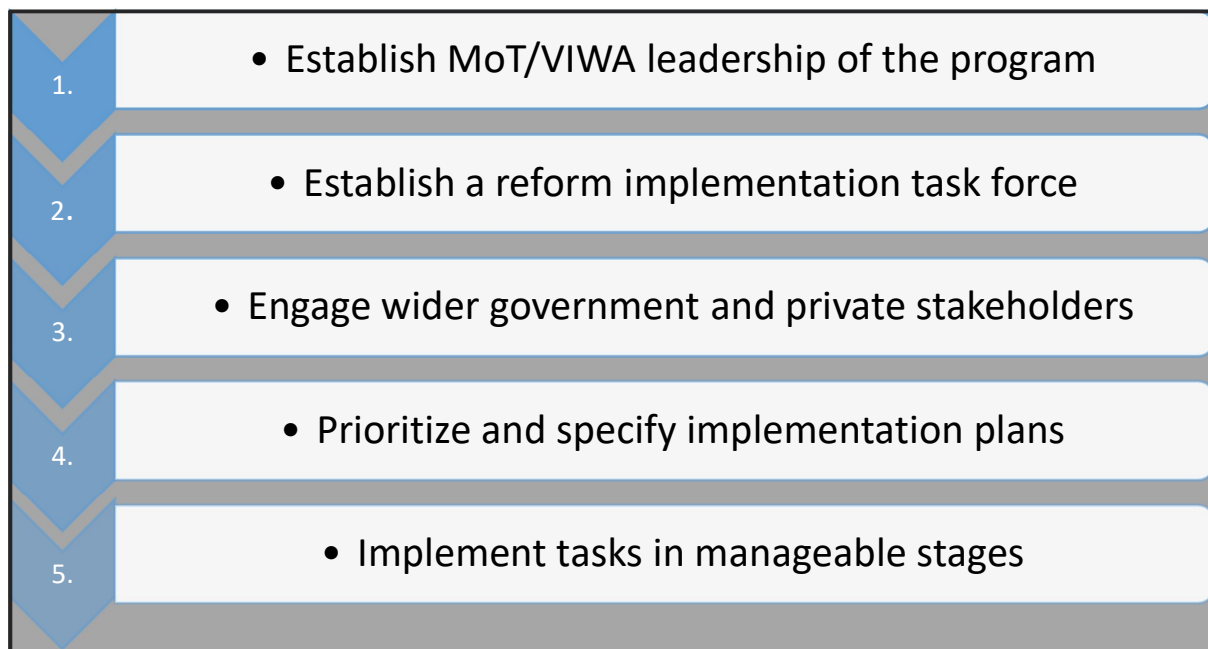 1. • Establish MoT/VIWA leadership of the program
2. • Establish a reform implementation task force
3. • Engage wider government and private stakeholders
4. • Prioritize and specify implementation plans
5. • Implement tasks in manageable stages